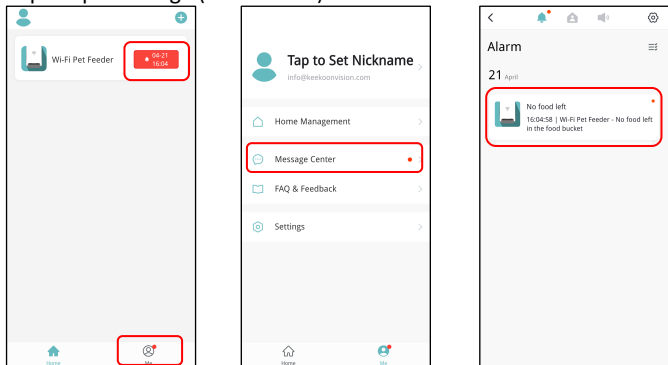 Wi-Fi Pet Feeder
04-21
16:04
Home
Me
Tap to Set Nickname
info@keekoonvision.com
Home Management
Message Center
FAQ & Feedback
Settings
Home
Me
Alarm
21 April
No food left
16:04:58 | Wi-Fi Pet Feeder - No food left
in the food bucket